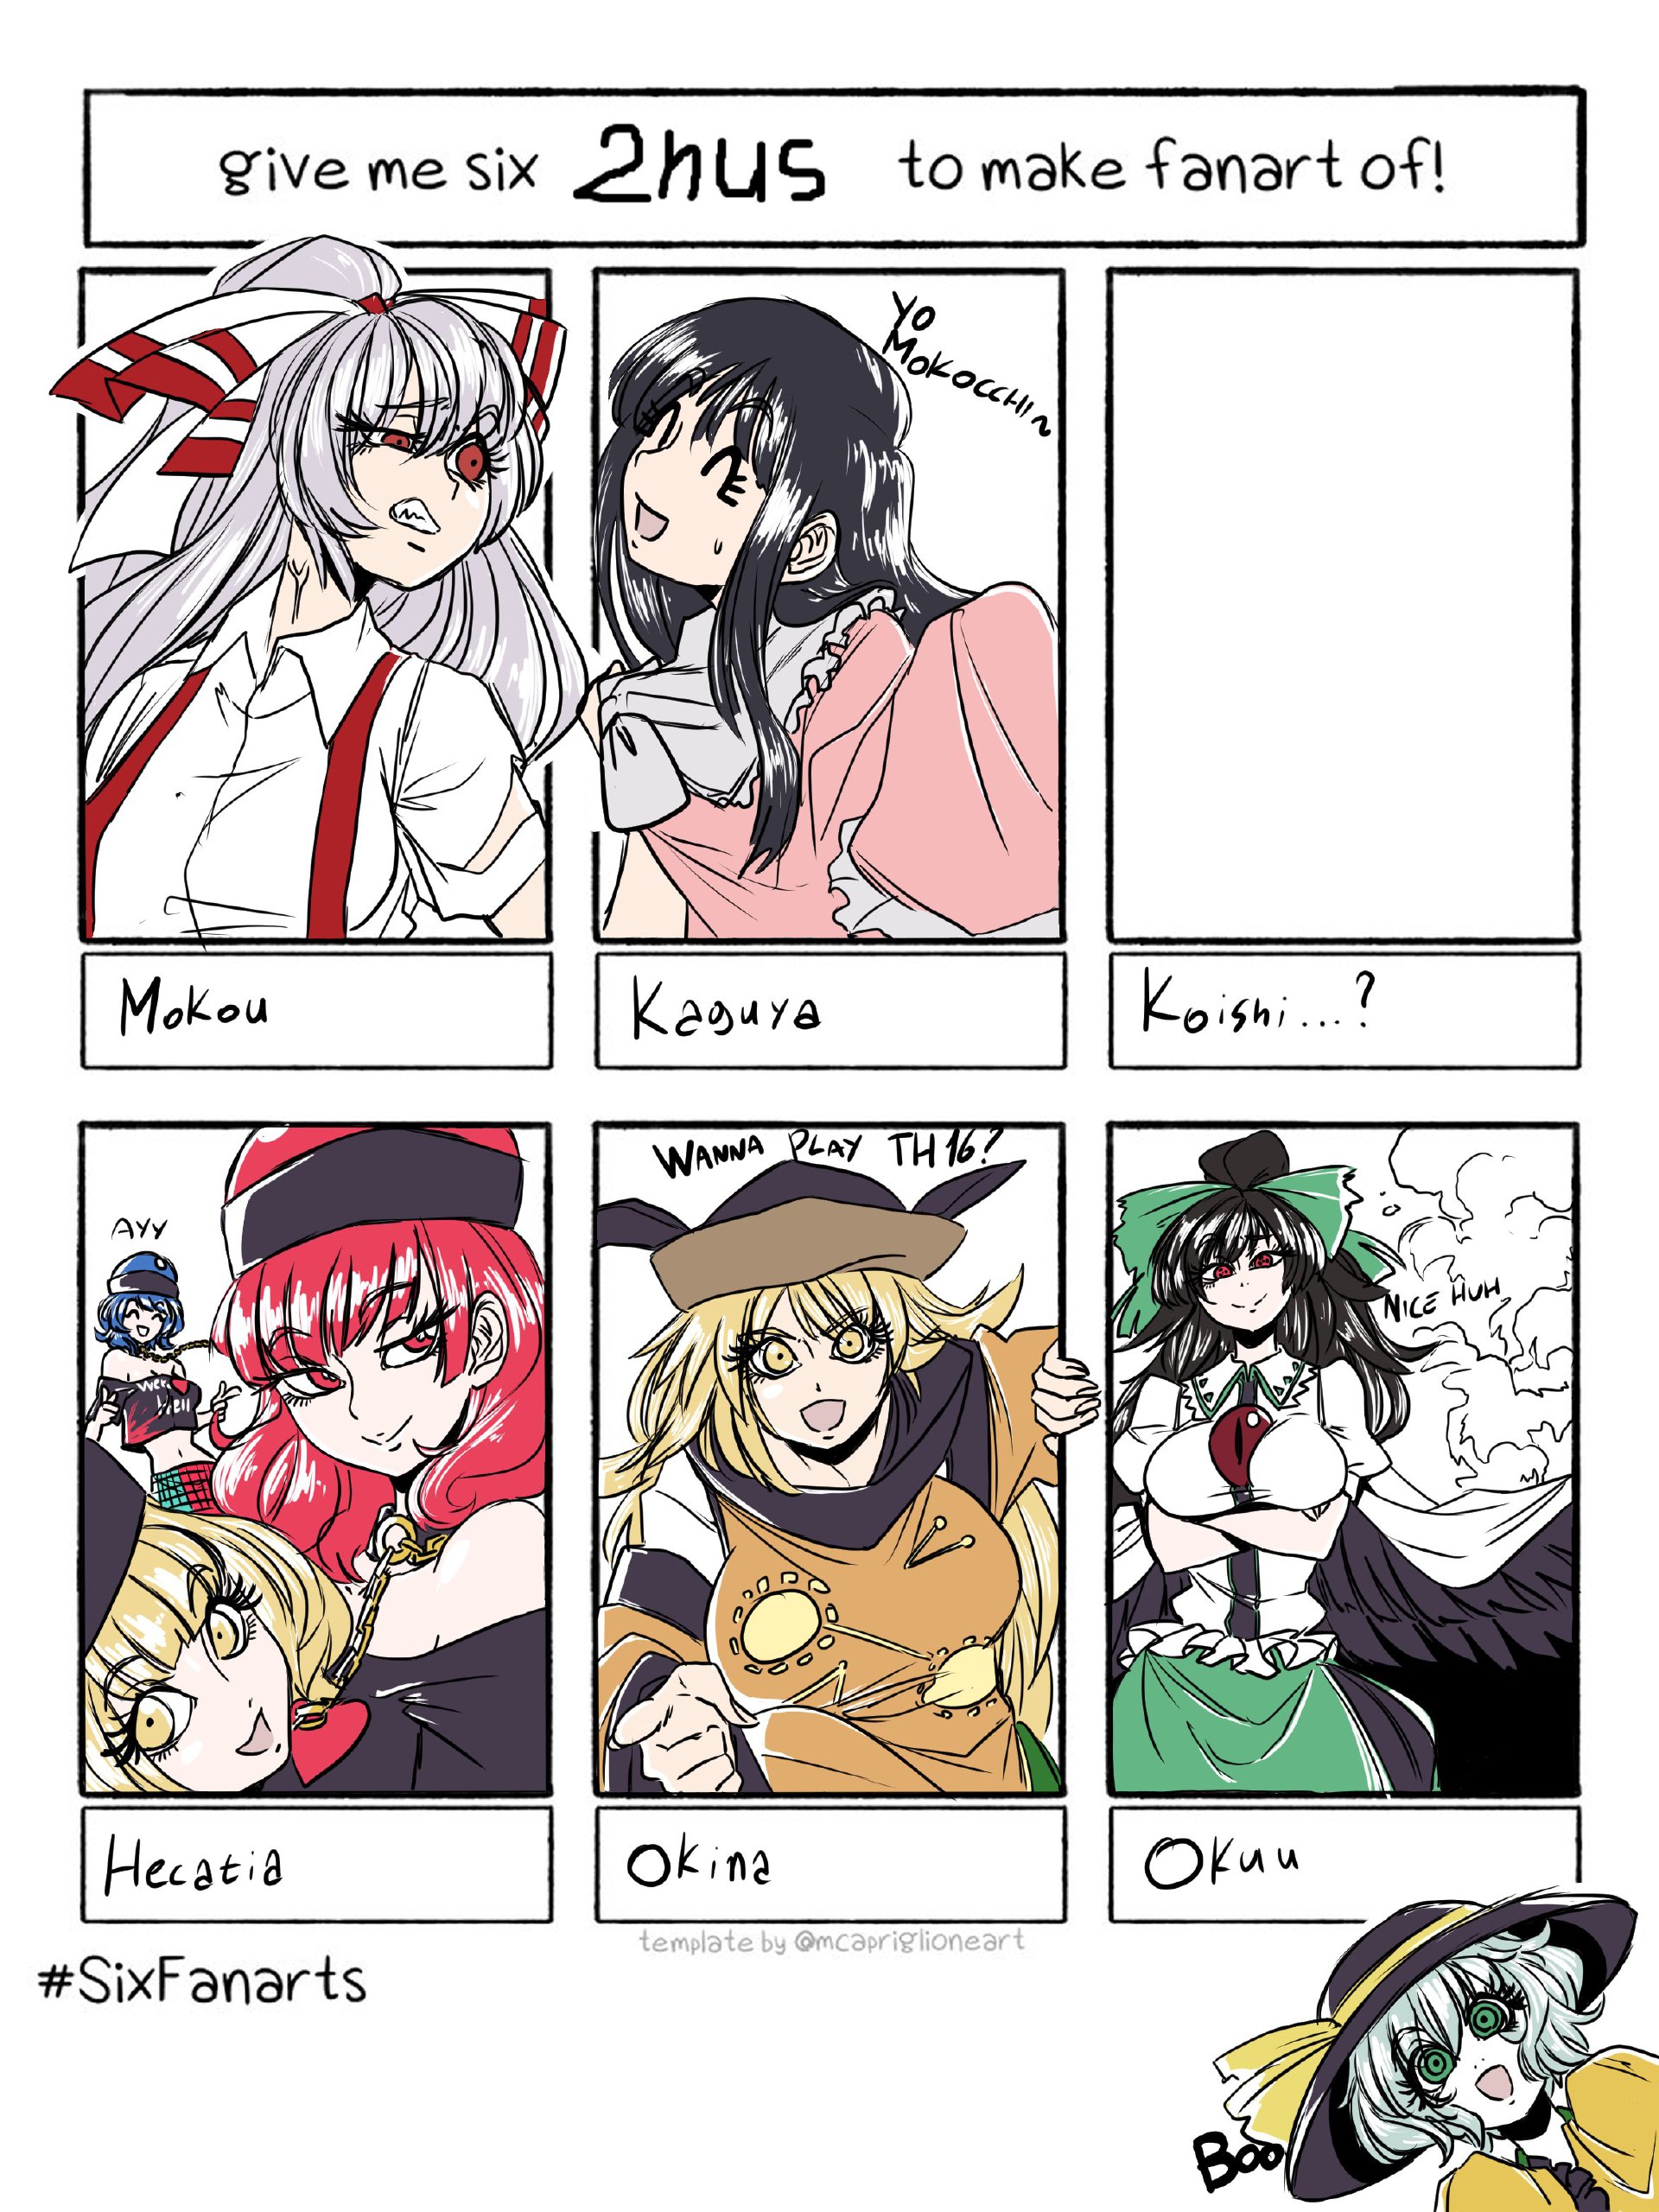 give me six 2hus to make fanart of!
YO
MOKOCCHI~
Mokou
Kaguya
Koishi...?
AYY
WANNA PLAY TH16?
NICE HUH
Hecatia
Okina
Okuu
template by @mcapriglioneart
#SixFanarts
BOO